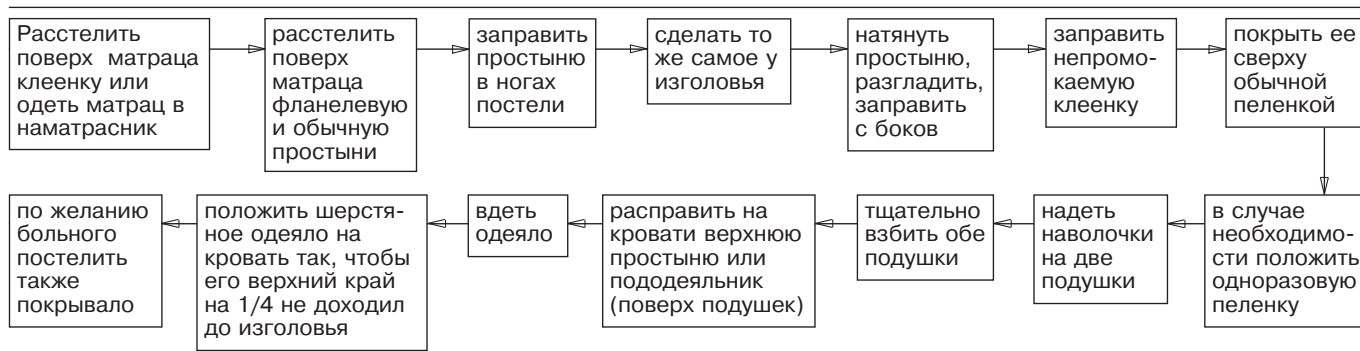 Расстелить
поверх матраца
клеенку или
одеть матрац в
наматрасник
расстелить
поверх
матраца
фланелевую
и обычную
простыни
заправить
простыню
в ногах
постели
сделать то
же самое у
изголовья
натянуть
простыню,
разгладить,
заправить
с боков
заправить
непромо-
каемую
клеенку
покрыть ее
сверху
обычной
пеленкой
в случае
необходимо-
сти положить
одноразовую
пеленку
надеть
наволочки
на две
подушки
тщательно
взбить обе
подушки
расправить на
кровати верхнюю
простыню или
пододеяльник
(поверх подушек)
вдеть
одеяло
положить шерстя-
ное одеяло на
кровать так, чтобы
его верхний край
на 1/4 не доходил
до изголовья
по желанию
больного
постелить
также
покрывало